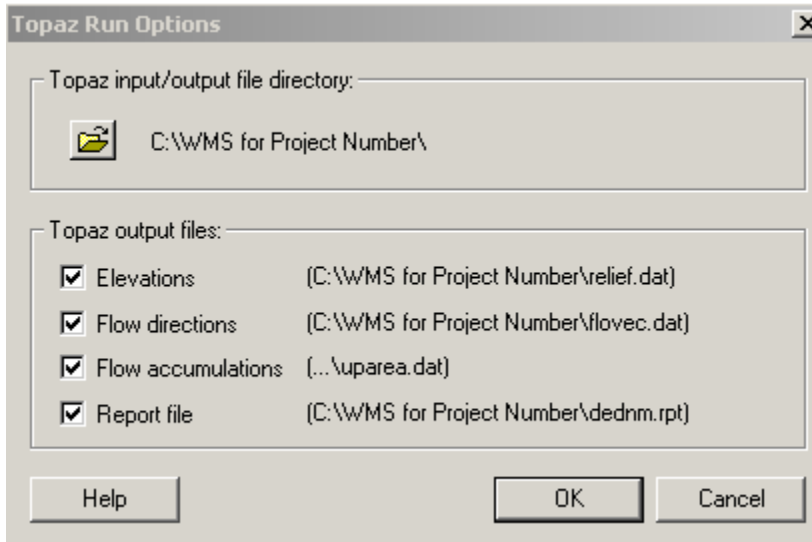 Topaz Run Options
Topaz input/output file directory:
C:\WMS for Project Number\
Topaz output files:
Elevations (C:\WMS for Project Number\relief.dat)
Flow directions (C:\WMS for Project Number\flovec.dat)
Flow accumulations (...\uparea.dat)
Report file (C:\WMS for Project Number\dednm.rpt)
Help OK Cancel